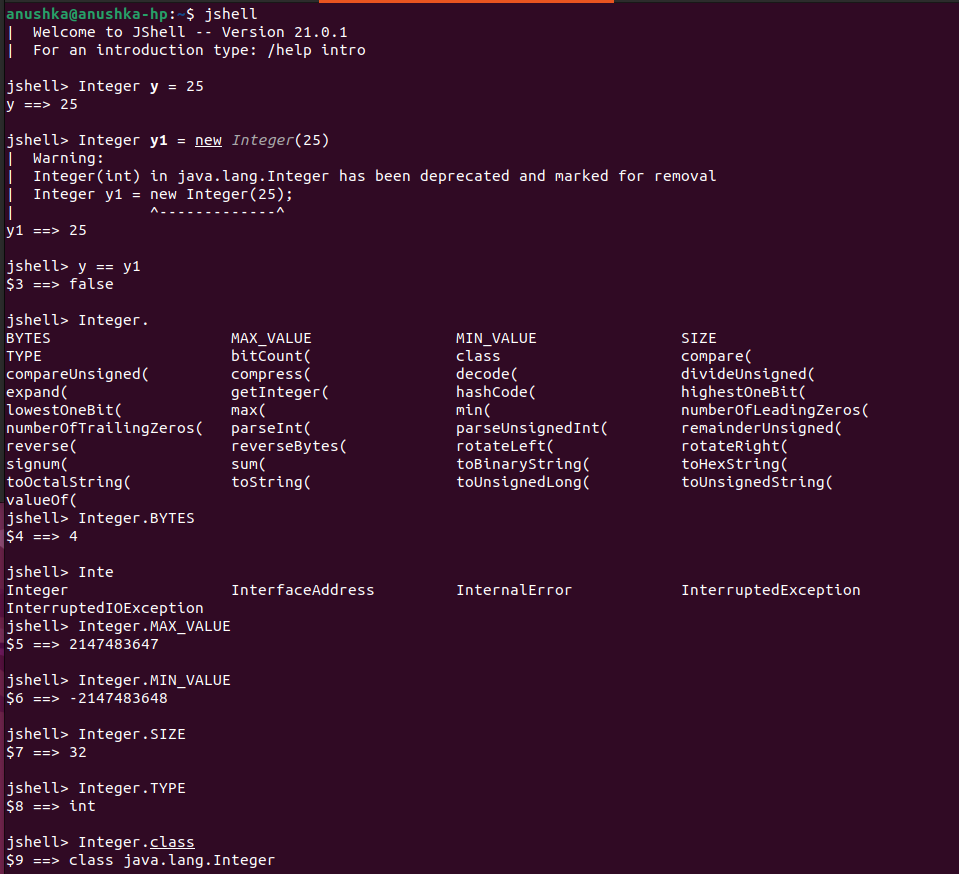 anushka@anushka-hp:~$ jshell
|  Welcome to JShell -- Version 21.0.1
|  For an introduction type: /help intro
jshell> Integer y = 25
y ==> 25
jshell> Integer y1 = new Integer(25)
|  Warning:
|  Integer(int) in java.lang.Integer has been deprecated and marked for removal
|  Integer y1 = new Integer(25);
|               ^-------------^
y1 ==> 25
jshell> y == y1
$3 ==> false
jshell> Integer.
BYTES                    MAX_VALUE                MIN_VALUE                SIZE
TYPE                     bitCount(                class                    compare(
compareUnsigned(         compress(                decode(                  divideUnsigned(
expand(                  getInteger(              hashCode(                highestOneBit(
lowestOneBit(            max(                     min(                     numberOfLeadingZeros(
numberOfTrailingZeros(   parseInt(                parseUnsignedInt(        remainderUnsigned(
reverse(                 reverseBytes(            rotateLeft(              rotateRight(
signum(                  sum(                     toBinaryString(          toHexString(
toOctalString(           toString(                toUnsignedLong(          toUnsignedString(
valueOf(
jshell> Integer.BYTES
$4 ==> 4
jshell> Inte
Integer                  InterfaceAddress         InternalError            InterruptedException
InterruptedIOException
jshell> Integer.MAX_VALUE
$5 ==> 2147483647
jshell> Integer.MIN_VALUE
$6 ==> -2147483648
jshell> Integer.SIZE
$7 ==> 32
jshell> Integer.TYPE
$8 ==> int
jshell> Integer.class
$9 ==> class java.lang.Integer